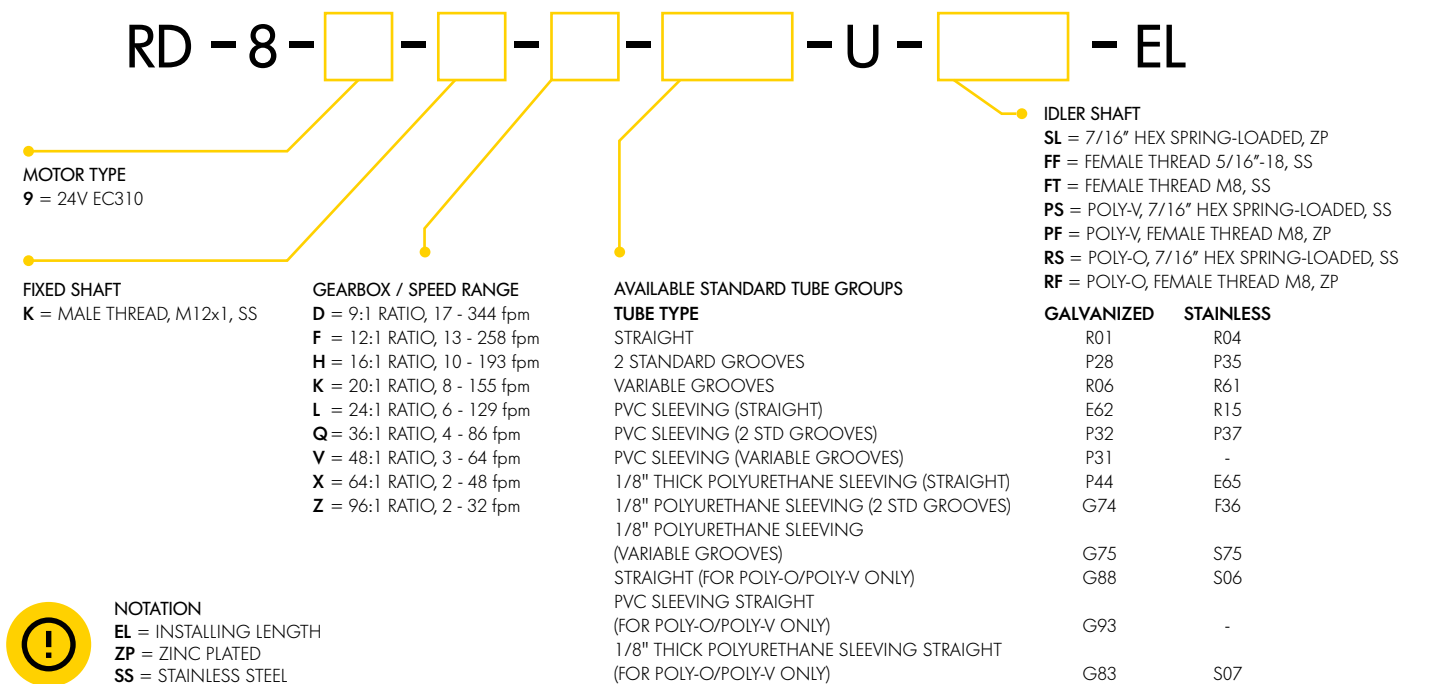 RD - 8 - - - - - U - - EL
MOTOR TYPE
9 = 24V EC310
FIXED SHAFT
K = MALE THREAD, M12x1, SS
GEARBOX / SPEED RANGE
D = 9:1 RATIO, 17 - 344 fpm
F = 12:1 RATIO, 13 - 258 fpm
H = 16:1 RATIO, 10 - 193 fpm
K = 20:1 RATIO, 8 - 155 fpm
L = 24:1 RATIO, 6 - 129 fpm
Q = 36:1 RATIO, 4 - 86 fpm
V = 48:1 RATIO, 3 - 64 fpm
X = 64:1 RATIO, 2 - 48 fpm
Z = 96:1 RATIO, 2 - 32 fpm
IDLER SHAFT
SL = 7/16” HEX SPRING-LOADED, ZP
FF = FEMALE THREAD 5/16”-18, SS
FT = FEMALE THREAD M8, SS
PS = POLY-V, 7/16” HEX SPRING-LOADED, SS
PF = POLY-V, FEMALE THREAD M8, ZP
RS = POLY-O, 7/16” HEX SPRING-LOADED, SS
RF = POLY-O, FEMALE THREAD M8, ZP
AVAILABLE STANDARD TUBE GROUPS
TUBE TYPE GALVANIZED STAINLESS
STRAIGHT R01 R04
2 STANDARD GROOVES P28 P35
VARIABLE GROOVES R06 R61
PVC SLEEVING (STRAIGHT) E62 R15
PVC SLEEVING (2 STD GROOVES) P32 P37
PVC SLEEVING (VARIABLE GROOVES) P31 -
1/8" THICK POLYURETHANE SLEEVING (STRAIGHT) P44 E65
1/8" POLYURETHANE SLEEVING (2 STD GROOVES) G74 F36
1/8" POLYURETHANE SLEEVING
(VARIABLE GROOVES) G75 S75
STRAIGHT (FOR POLY-O/POLY-V ONLY) G88 S06
PVC SLEEVING STRAIGHT
(FOR POLY-O/POLY-V ONLY) G93 -
1/8" THICK POLYURETHANE SLEEVING STRAIGHT
(FOR POLY-O/POLY-V ONLY) G83 S07
!
NOTATION
EL = INSTALLING LENGTH
ZP = ZINC PLATED
SS = STAINLESS STEEL